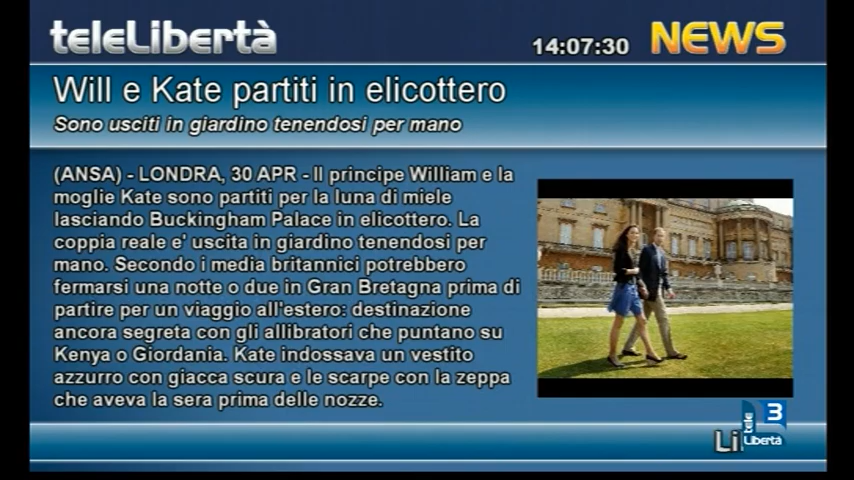 teleLibertà
14:07:30 NEWS
Will e Kate partiti in elicottero
Sono usciti in giardino tenendosi per mano
(ANSA) - LONDRA, 30 APR - Il principe William e la
moglie Kate sono partiti per la luna di miele
lasciando Buckingham Palace in elicottero. La
coppia reale e' uscita in giardino tenendosi per
mano. Secondo i media britannici potrebbero
fermarsi una notte o due in Gran Bretagna prima di
partire per un viaggio all'estero: destinazione
ancora segreta con gli allibratori che puntano su
Kenya o Giordania. Kate indossava un vestito
azzurro con giacca scura e le scarpe con la zeppa
che aveva la sera prima delle nozze.
3
tele
Libertà
Li